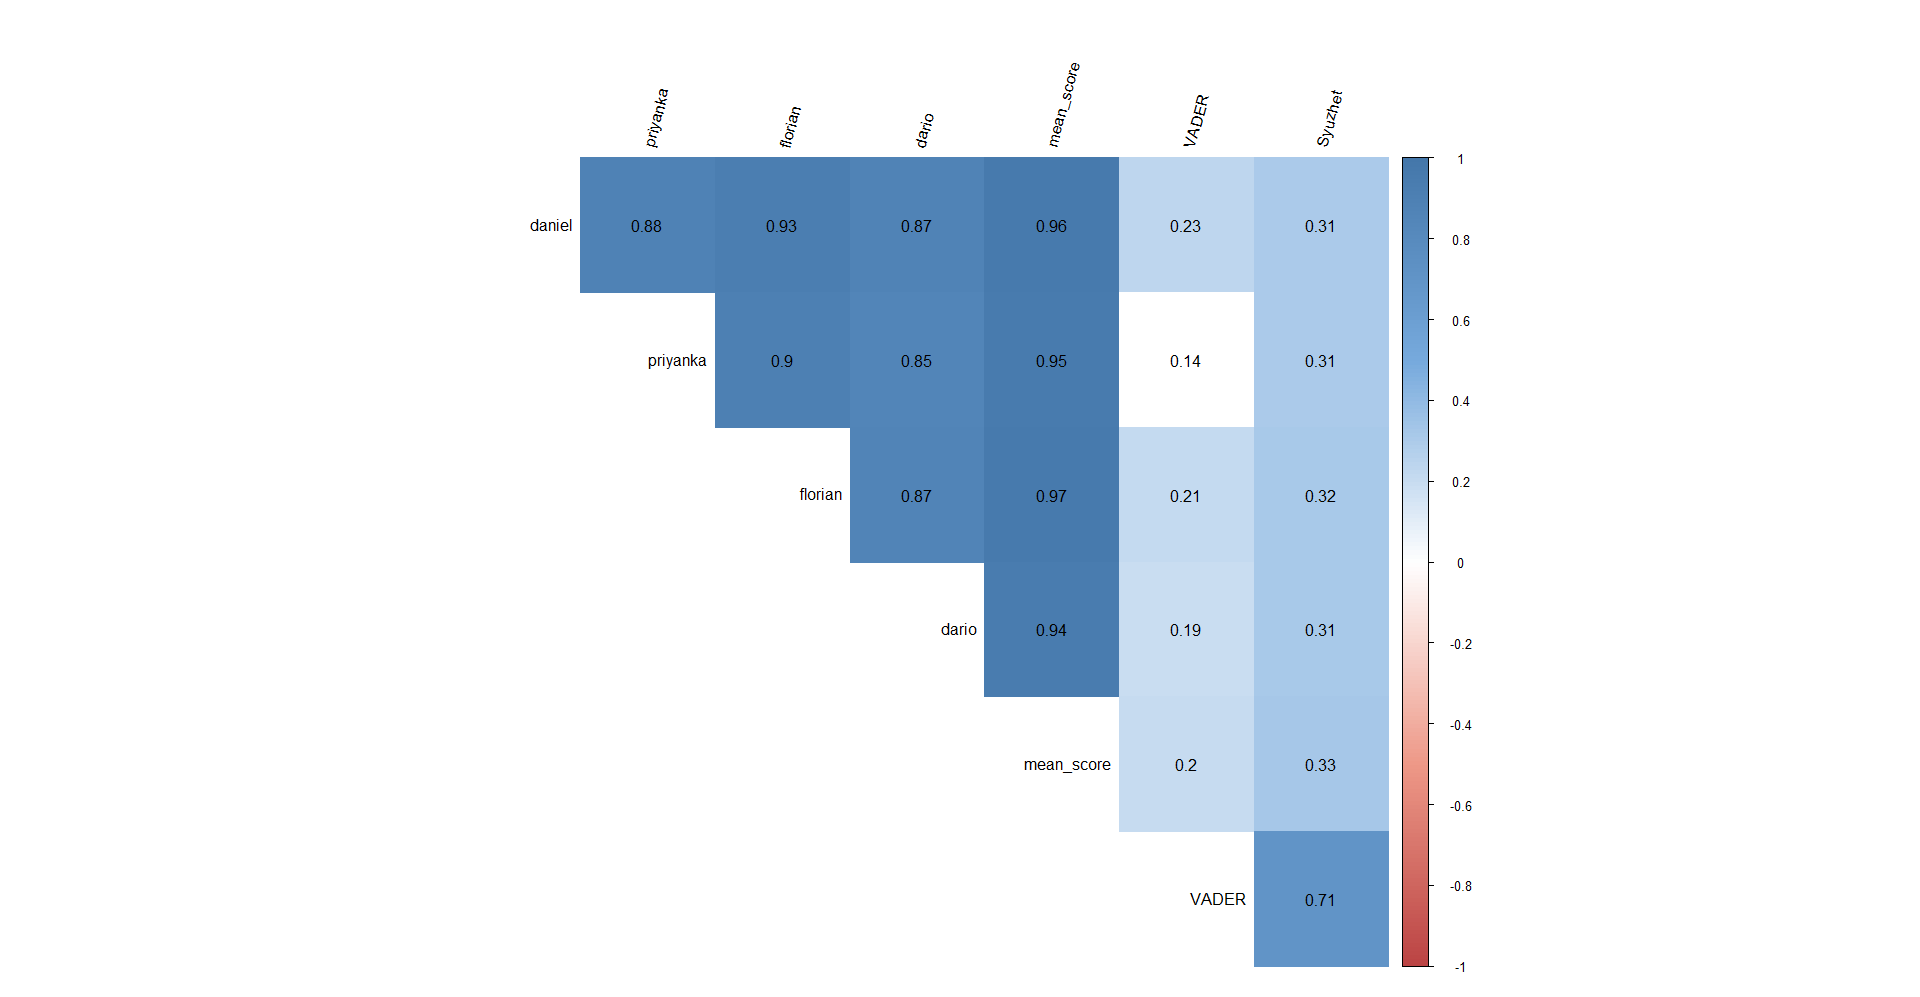 priyanka florian dario mean_score VADER Syuzhet
daniel 0.88 0.93 0.87 0.96 0.23 0.31
priyanka 0.9 0.85 0.95 0.14 0.31
florian 0.87 0.97 0.21 0.32
dario 0.94 0.19 0.31
mean_score 0.2 0.33
VADER 0.71
1
0.8
0.6
0.4
0.2
0
-0.2
-0.4
-0.6
-0.8
-1